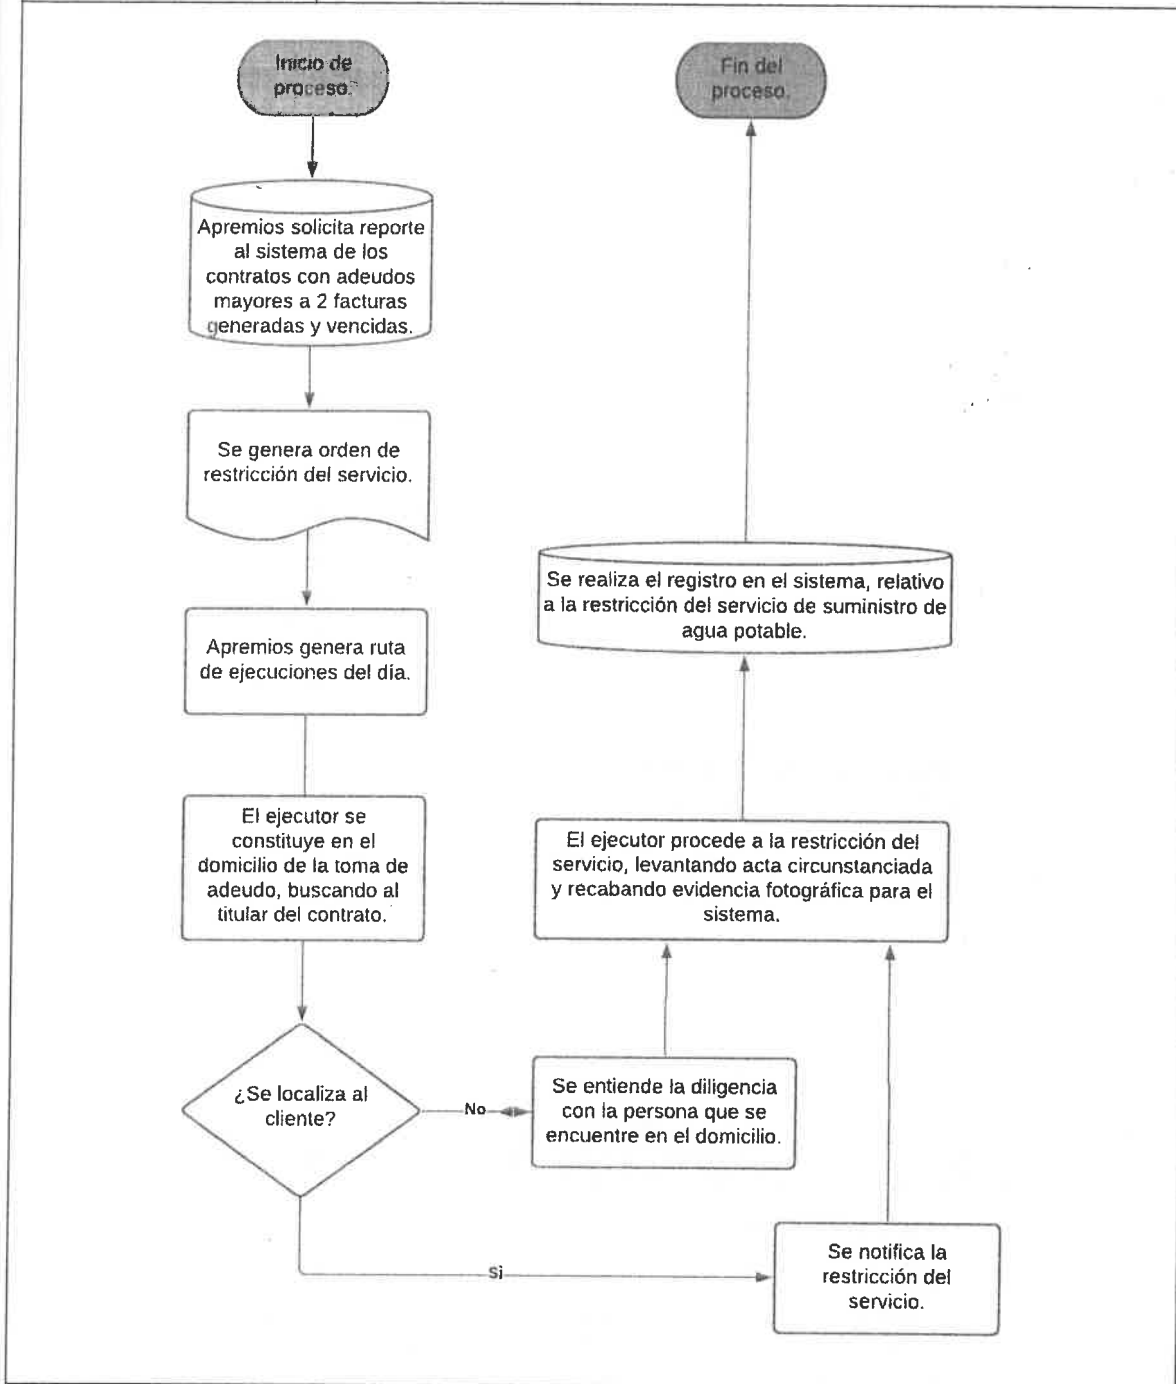 Inicio de
proceso.
Apremios solicita reporte
al sistema de los
contratos con adeudos
mayores a 2 facturas
generadas y vencidas.
Se genera orden de
restricción del servicio.
Apremios genera ruta
de ejecuciones del día.
El ejecutor se
constituye en el
domicilio de la toma de
adeudo, buscando al
titular del contrato.
¿Se localiza al
cliente?
No
Se entiende la diligencia
con la persona que se
encuentre en el domicilio.
Si
Se notifica la
restricción del
servicio.
El ejecutor procede a la restricción del
servicio, levantando acta circunstanciada
y recabando evidencia fotográfica para el
sistema.
Se realiza el registro en el sistema, relativo
a la restricción del servicio de suministro de
agua potable.
Fin del
proceso.